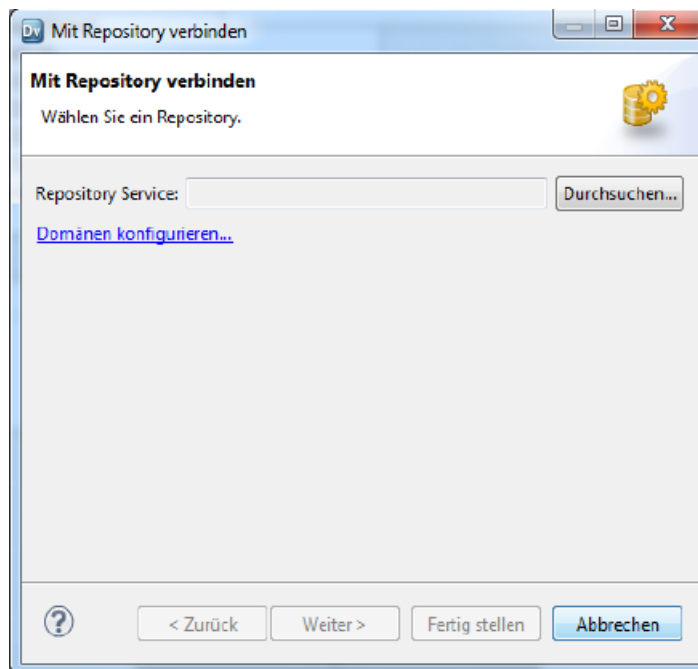 Dv Mit Repository verbinden
Mit Repository verbinden
Wählen Sie ein Repository.
Repository Service: Durchsuchen...
Domänen konfigurieren...
? < Zurück Weiter > Fertig stellen Abbrechen